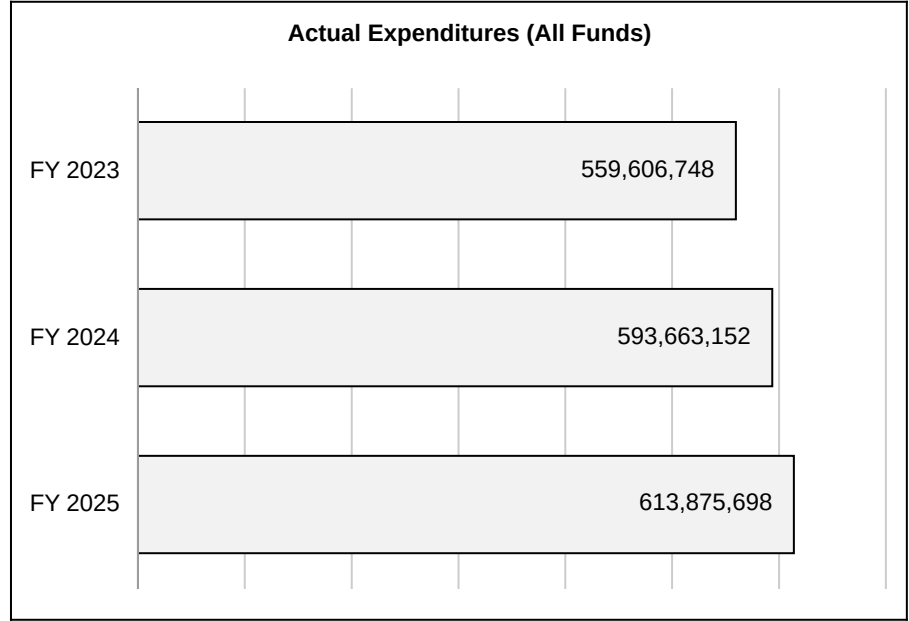 Actual Expenditures (All Funds)
FY 2023 559,606,748
FY 2024 593,663,152
FY 2025 613,875,698